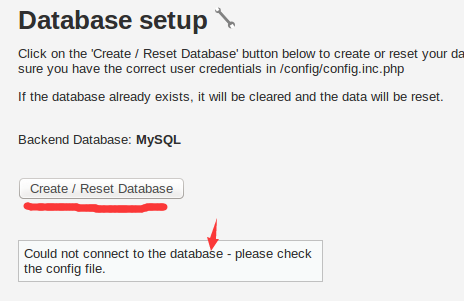 Database setup
Click on the 'Create / Reset Database' button below to create or reset your da
sure you have the correct user credentials in /config/config.inc.php
If the database already exists, it will be cleared and the data will be reset.
Backend Database: MySQL
Create / Reset Database
Could not connect to the database - please check
the config file.